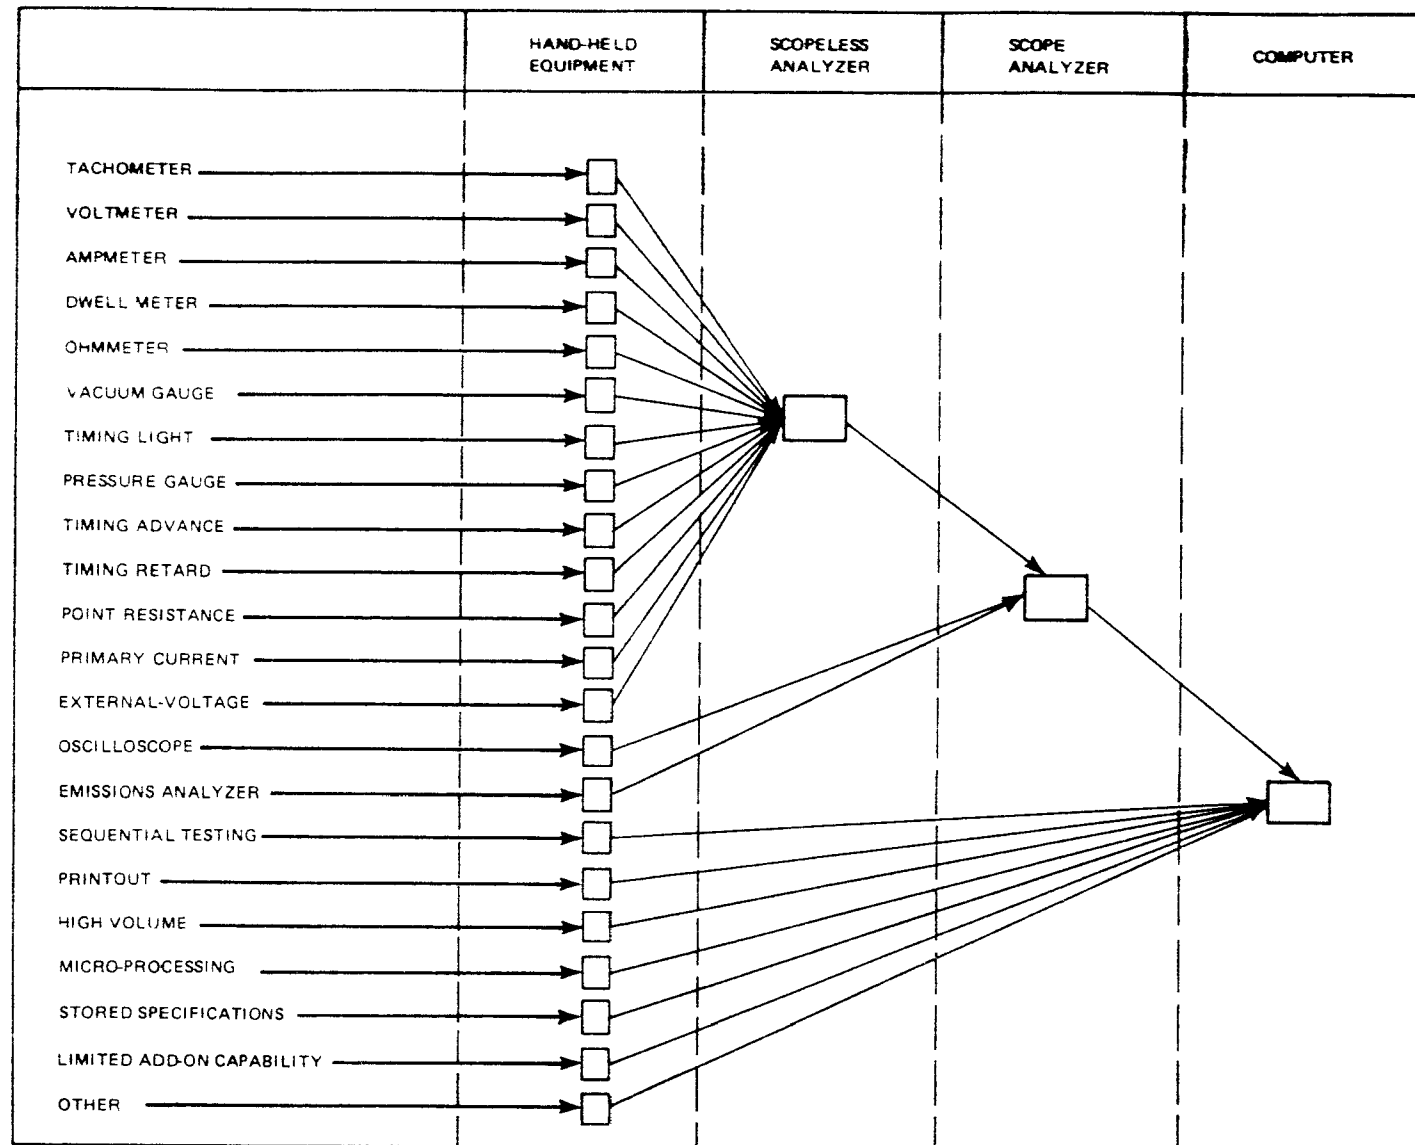 HAND-HELD
EQUIPMENT
SCOPELESS
ANALYZER
SCOPE
ANALYZER
COMPUTER
TACHOMETER
VOLTMETER
AMPMETER
DWELL METER
OHMMETER
VACUUM GAUGE
TIMING LIGHT
PRESSURE GAUGE
TIMING ADVANCE
TIMING RETARD
POINT RESISTANCE
PRIMARY CURRENT
EXTERNAL-VOLTAGE
OSCILLOSCOPE
EMISSIONS ANALYZER
SEQUENTIAL TESTING
PRINTOUT
HIGH VOLUME
MICRO-PROCESSING
STORED SPECIFICATIONS
LIMITED ADD-ON CAPABILITY
OTHER